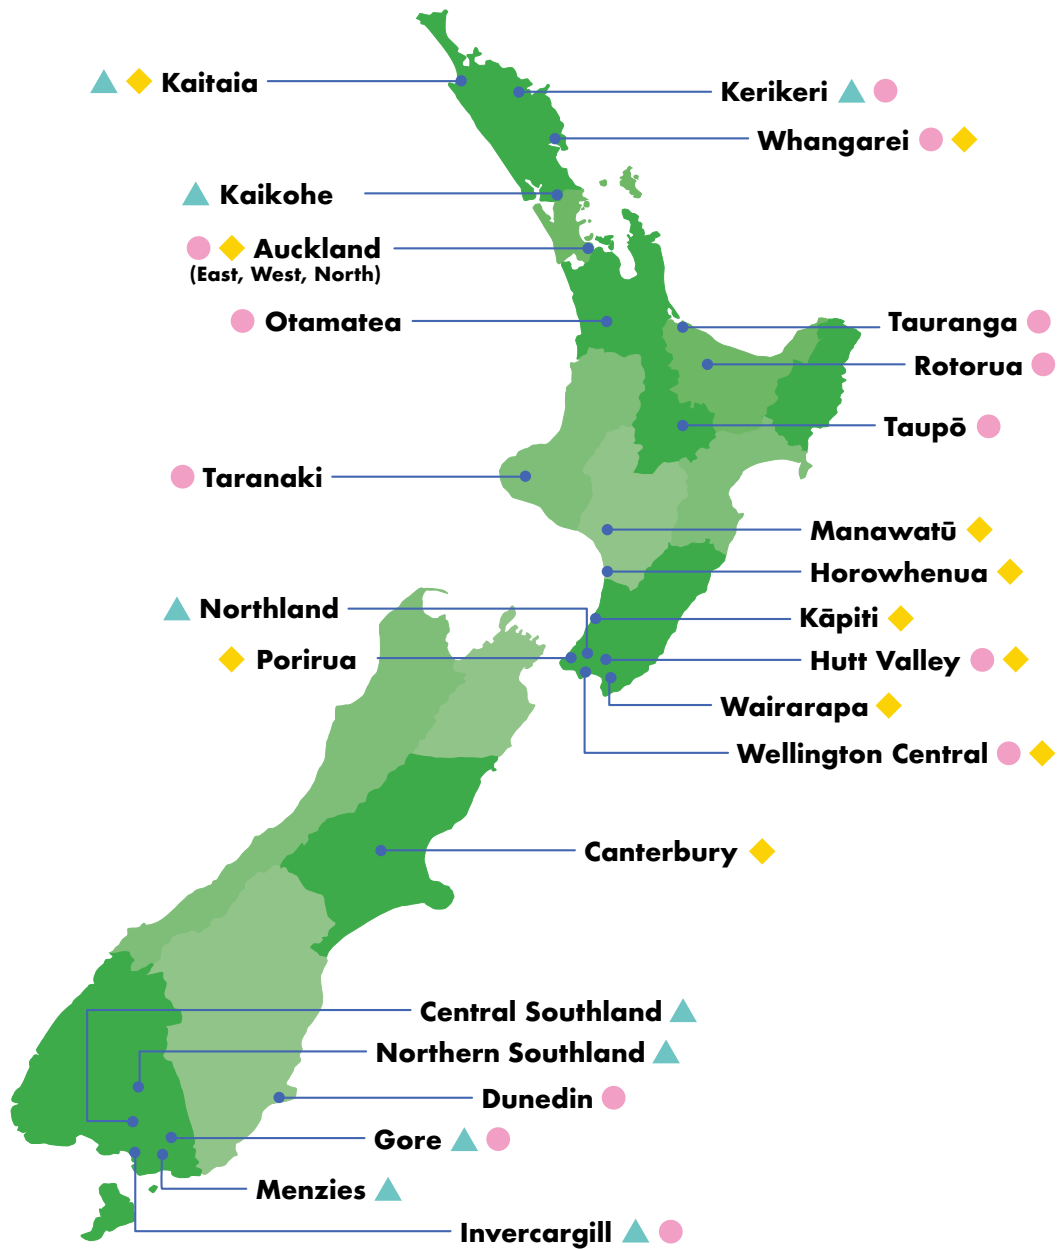 Kaitaia
Kerikeri
Whangarei
Kaikohe
Auckland
(East, West, North)
Otamatea
Tauranga
Rotorua
Taupō
Taranaki
Manawatū
Horowhenua
Northland
Kāpiti
Porirua
Hutt Valley
Wairarapa
Wellington Central
Canterbury
Central Southland
Northern Southland
Dunedin
Gore
Menzies
Invercargill